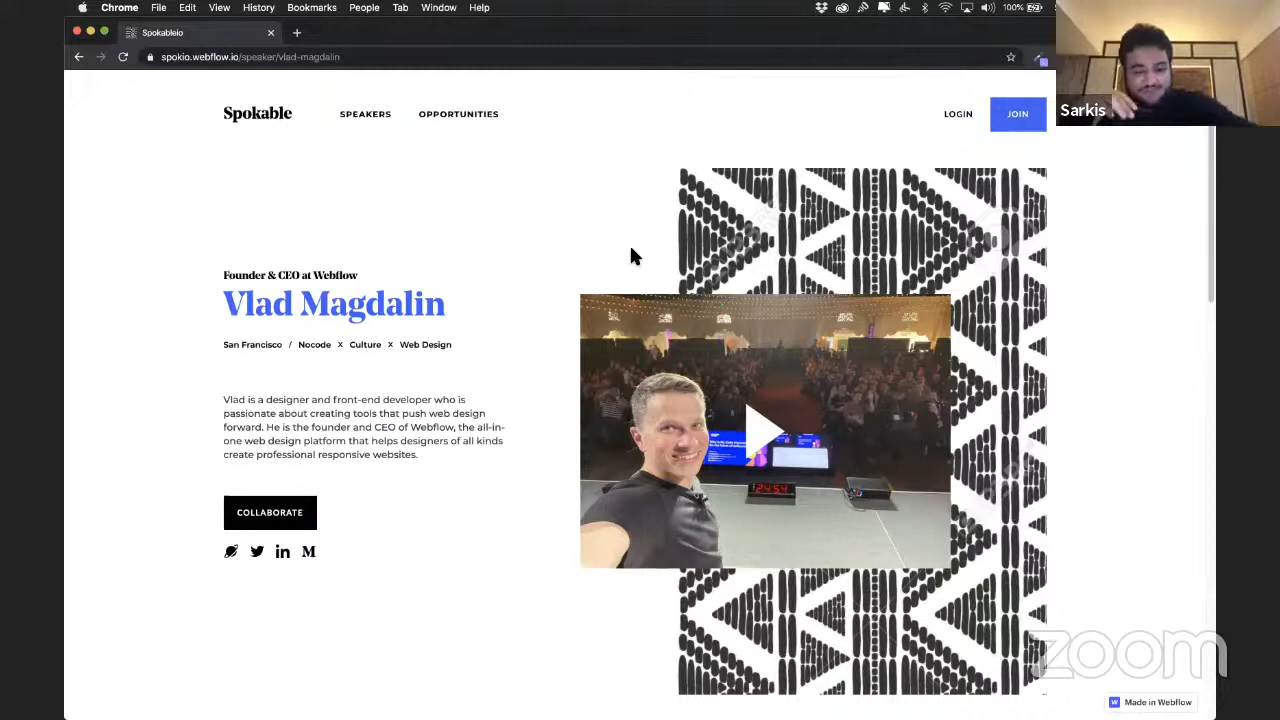 Chrome File Edit View History Bookmarks People Tab Window Help 100%
Spokableio
spokio.webflow.io/speaker/vlad-magdalin
Sarkis
Spokable SPEAKERS OPPORTUNITIES LOGIN JOIN
Founder & CEO at Webflow
Vlad Magdalin
San Francisco / Nocode x Culture x Web Design
Vlad is a designer and front-end developer who is
passionate about creating tools that push web design
forward. He is the founder and CEO of Webflow, the all-in-
one web design platform that helps designers of all kinds
create professional responsive websites.
24:54
COLLABORATE
zoom
Made in Webflow